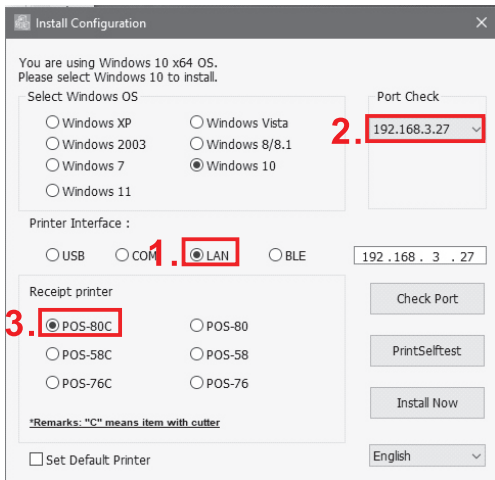 Install Configuration
You are using Windows 10 x64 OS.
Please select Windows 10 to install.
Select Windows OS
Windows XP
Windows Vista
Windows 2003
Windows 8/8.1
Windows 7
Windows 10
Windows 11
Port Check
2.
192.168.3.27
Printer Interface :
USB
COM
1.
LAN
BLE
192.168. 3 . 27
Receipt printer
3.
POS-80C
POS-80
POS-58C
POS-58
POS-76C
POS-76
*Remarks: "C" means item with cutter
Check Port
PrintSelftest
Install Now
Set Default Printer
English